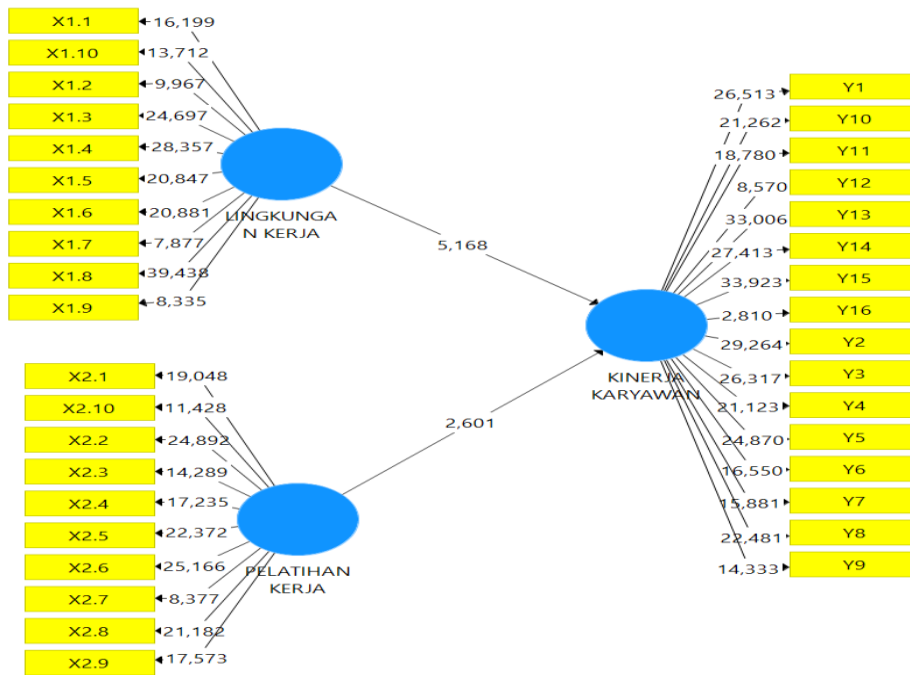 X1.1
16,199
X1.10
13,712
X1.2
9,967
X1.3
24,697
X1.4
28,357
X1.5
20,847
X1.6
20,881
X1.7
7,877
X1.8
39,438
X1.9
8,335
LINGKUNGA
N KERJA
5,168
X2.1
19,048
X2.10
11,428
X2.2
24,892
X2.3
14,289
X2.4
17,235
X2.5
22,372
X2.6
25,166
X2.7
8,377
X2.8
21,182
X2.9
17,573
PELATIHAN
KERJA
2,601
KINERJA
KARYAWAN
26,513
Y1
21,262
Y10
18,780
Y11
8,570
Y12
33,006
Y13
27,413
Y14
33,923
Y15
2,810
Y16
29,264
Y2
26,317
Y3
21,123
Y4
24,870
Y5
16,550
Y6
15,881
Y7
22,481
Y8
14,333
Y9